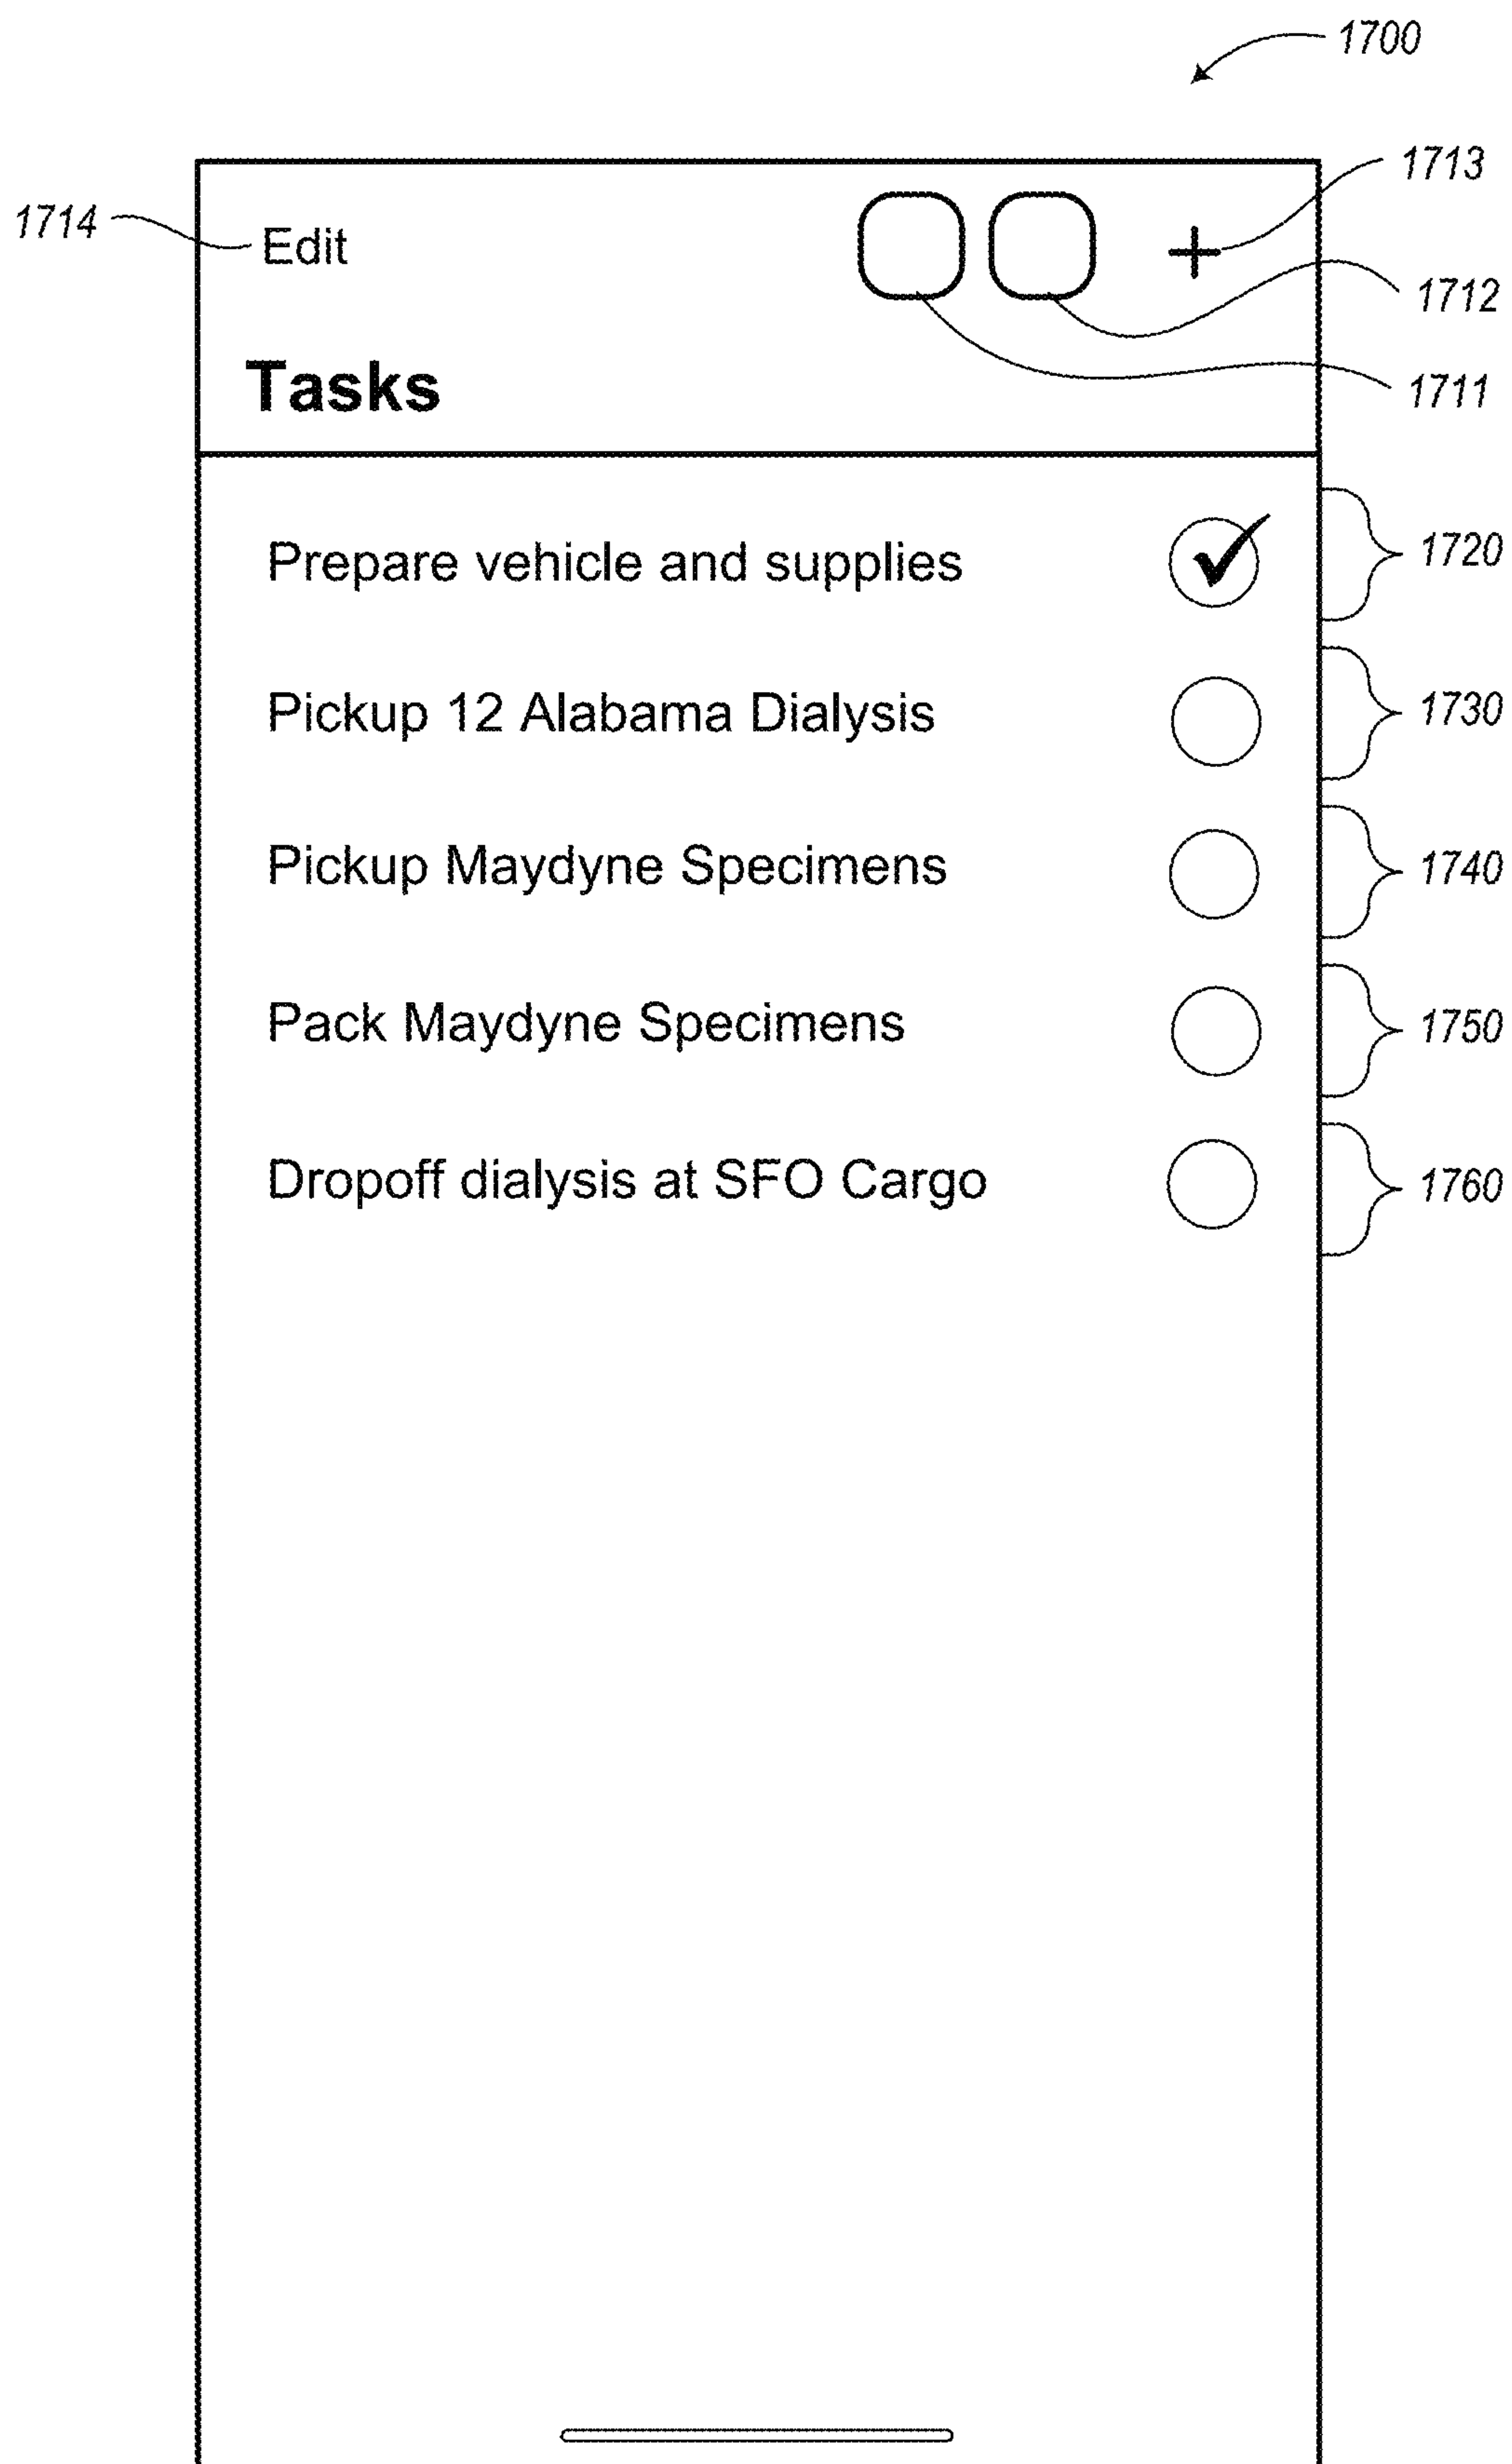 1700
1713
1714 Edit +
1712
Tasks 1711
Prepare vehicle and supplies ✓ 1720
Pickup 12 Alabama Dialysis 1730
Pickup Maydyne Specimens 1740
Pack Maydyne Specimens 1750
Dropoff dialysis at SFO Cargo 1760